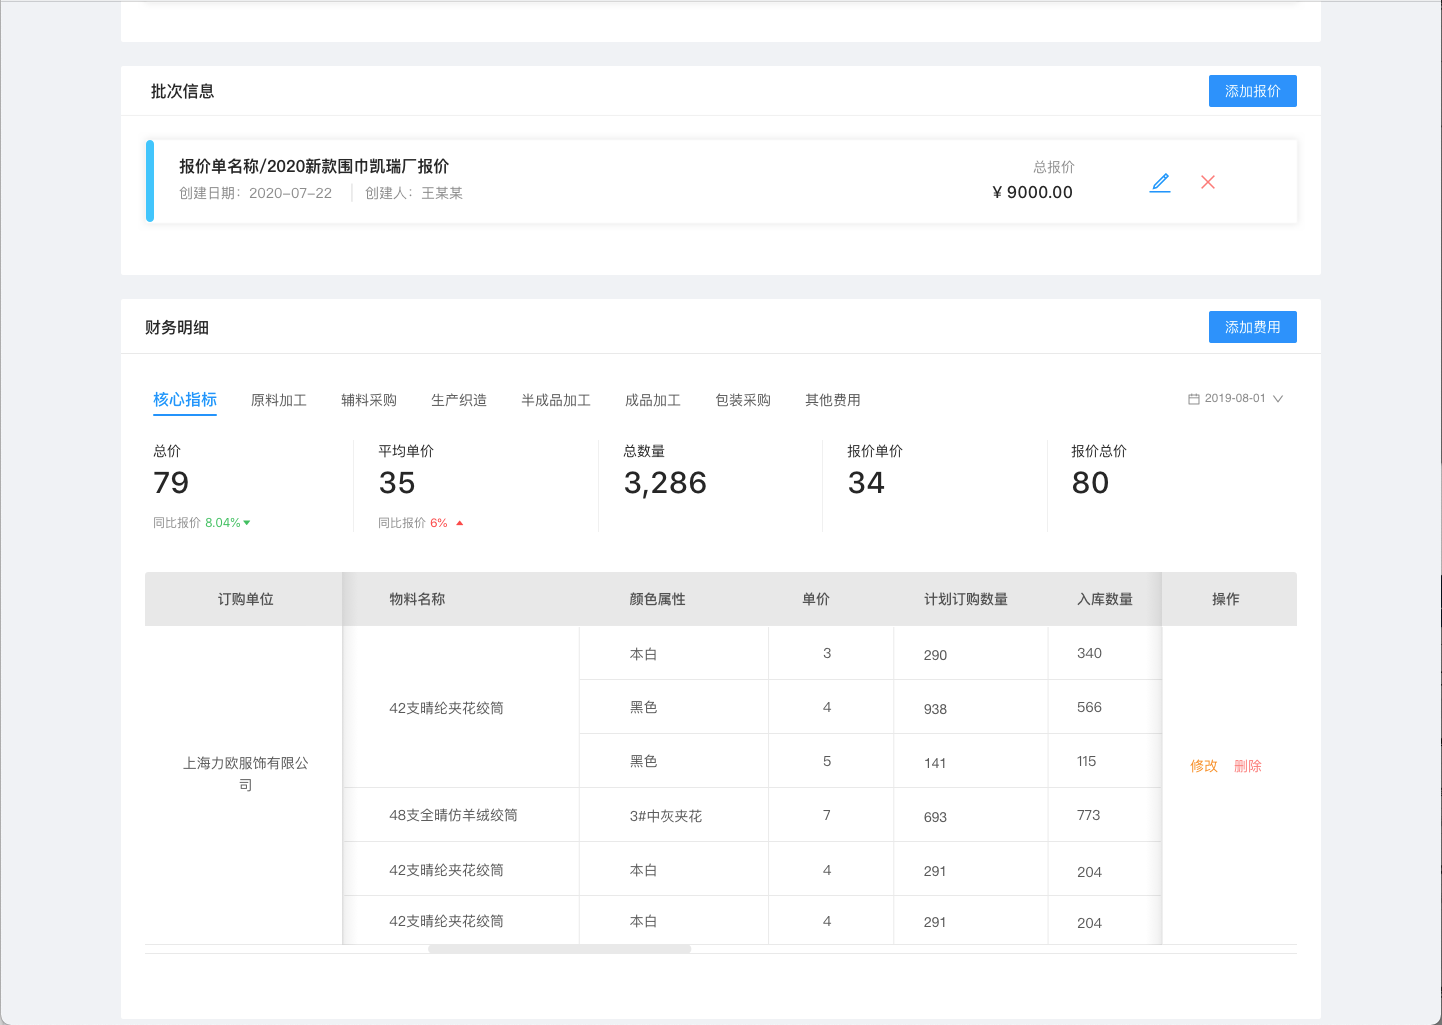 批次信息
添加报价
报价单名称/2020新款围巾凯瑞厂报价
总报价
创建日期：2020-07-22
创建人：王某某
¥ 9000.00
财务明细
添加费用
核心指标 原料加工 辅料采购 生产织造 半成品加工 成品加工 包装采购 其他费用
2019-08-01
总价 平均单价 总数量 报价单价 报价总价
79 35 3,286 34 80
同比报价 8.04% 同比报价 6%
订购单位 物料名称 颜色属性 单价 计划订购数量 入库数量 操作
本白 3 290 340
42支晴纶夹花绞筒 黑色 4 938 566
黑色 5 141 115
上海力欧服饰有限公
司
修改 删除
48支全晴仿羊绒绞筒 3#中灰夹花 7 693 773
42支晴纶夹花绞筒 本白 4 291 204
42支晴纶夹花绞筒 本白 4 291 204